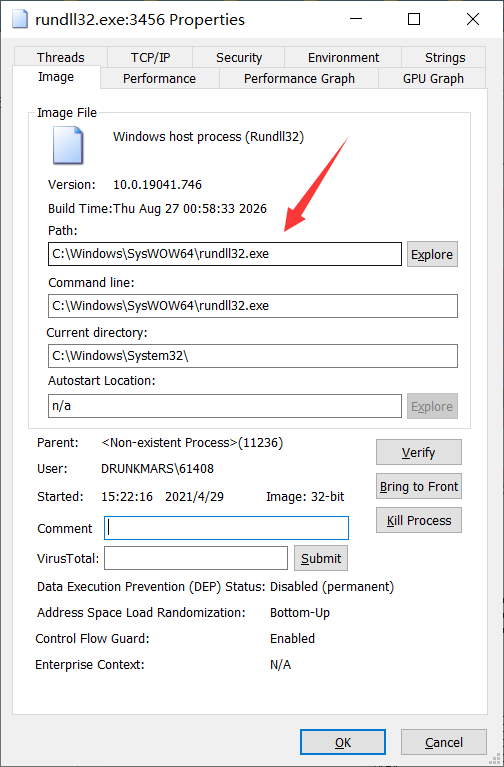 rundll32.exe:3456 Properties
Threads TCP/IP Security Environment Strings
Image Performance Performance Graph GPU Graph
Image File
Windows host process (Rundll32)
Version: 10.0.19041.746
Build Time:Thu Aug 27 00:58:33 2026
Path:
C:\Windows\SysWOW64\rundll32.exe Explore
Command line:
C:\Windows\SysWOW64\rundll32.exe
Current directory:
C:\Windows\System32\
Autostart Location:
n/a Explore
Parent: <Non-existent Process>(11236) Verify
User: DRUNKMARS\61408
Bring to Front
Started: 15:22:16 2021/4/29 Image: 32-bit
Kill Process
Comment
VirusTotal: Submit
Data Execution Prevention (DEP) Status: Disabled (permanent)
Address Space Load Randomization: Bottom-Up
Control Flow Guard: Enabled
Enterprise Context: N/A
OK Cancel